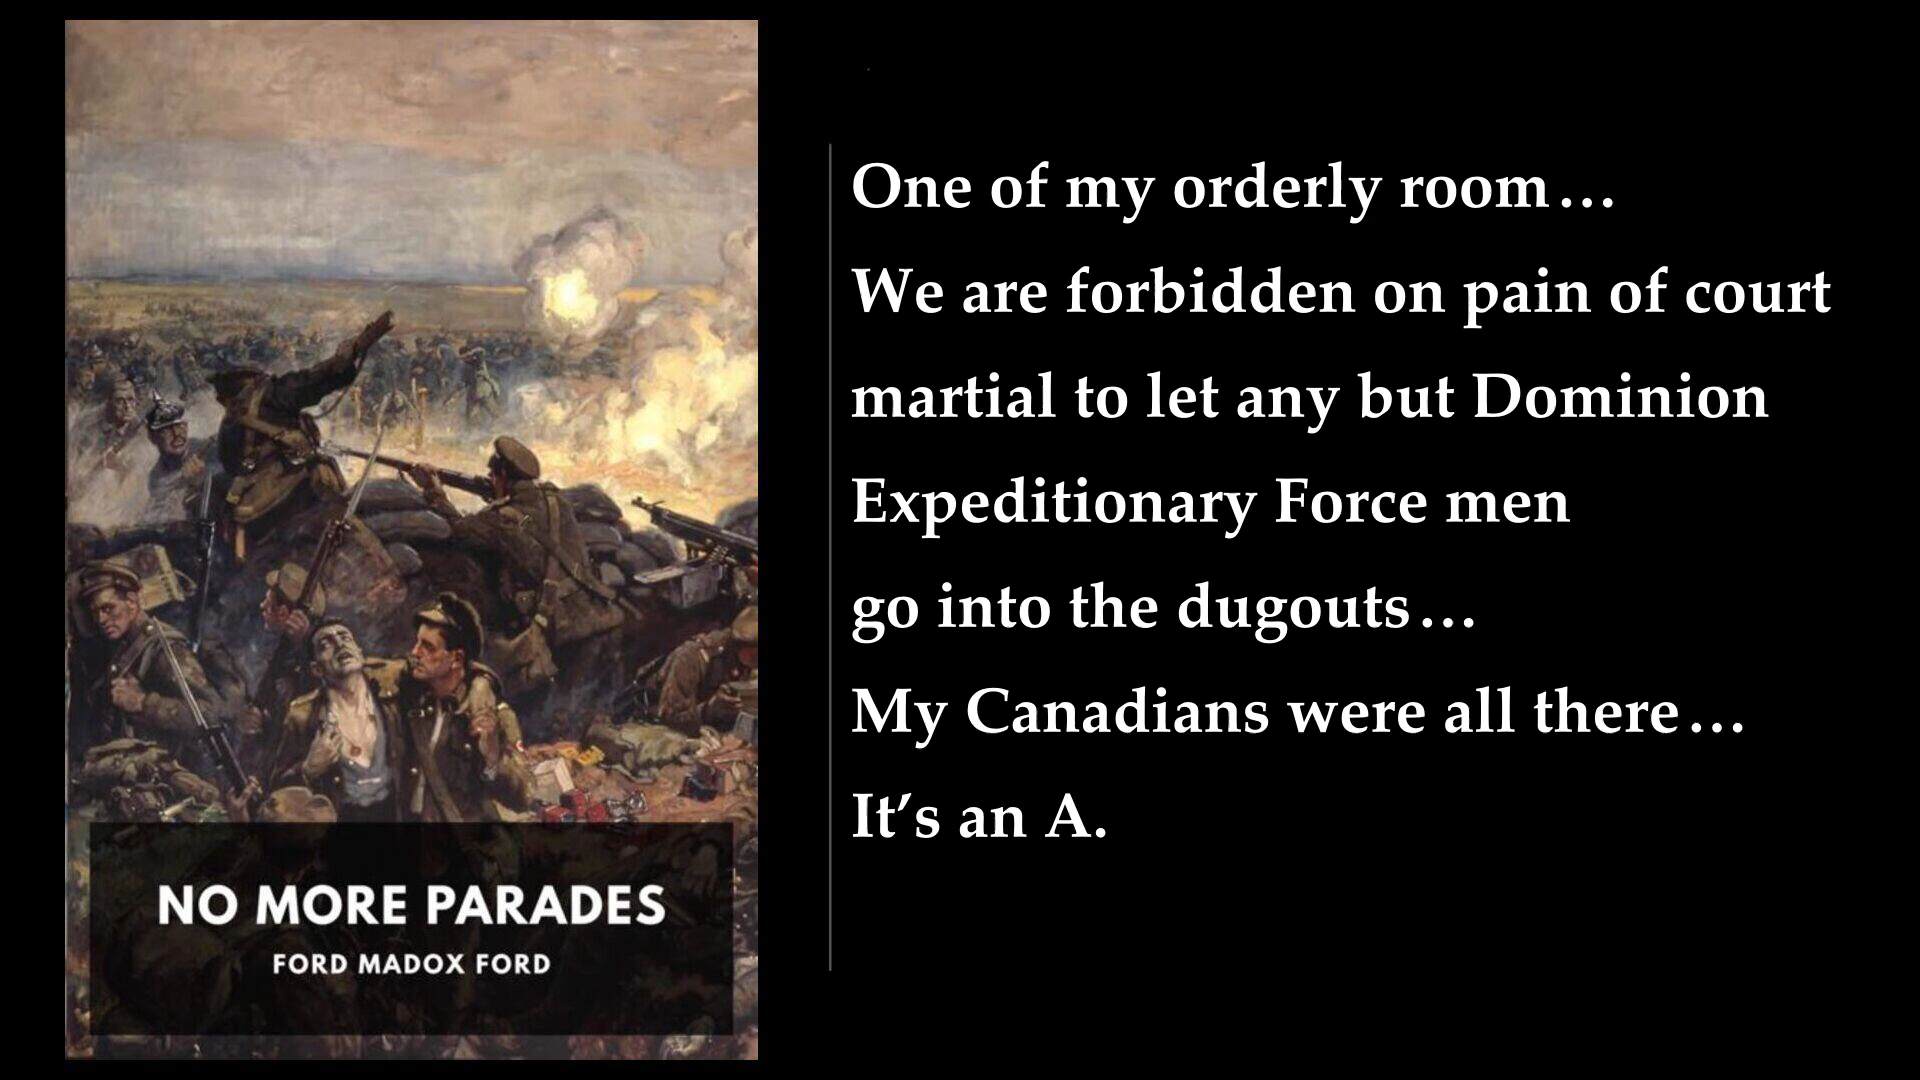 One of my orderly room…
We are forbidden on pain of court
martial to let any but Dominion
Expeditionary Force men
go into the dugouts…
My Canadians were all there…
It’s an A.
NO MORE PARADES
FORD MADOX FORD